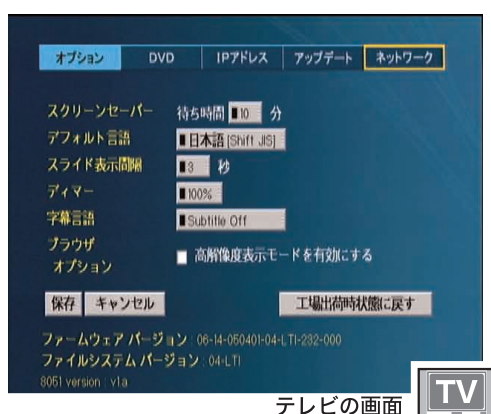 オプション DVD IPアドレス アップデート ネットワーク
スクリーンセーバー 待ち時間 10 分
デフォルト言語 日本語 [Shift JIS]
スライド表示間隔 3 秒
ディマー 100%
字幕言語 Subtitle Off
ブラウザ
オプション 高解像度表示モードを有効にする
保存 キャンセル 工場出荷時状態に戻す
ファームウェア バージョン : 06-14-050401-04-LTI-232-000
ファイルシステム バージョン : 04-LTI
8051 version : v1a
テレビの画面 TV